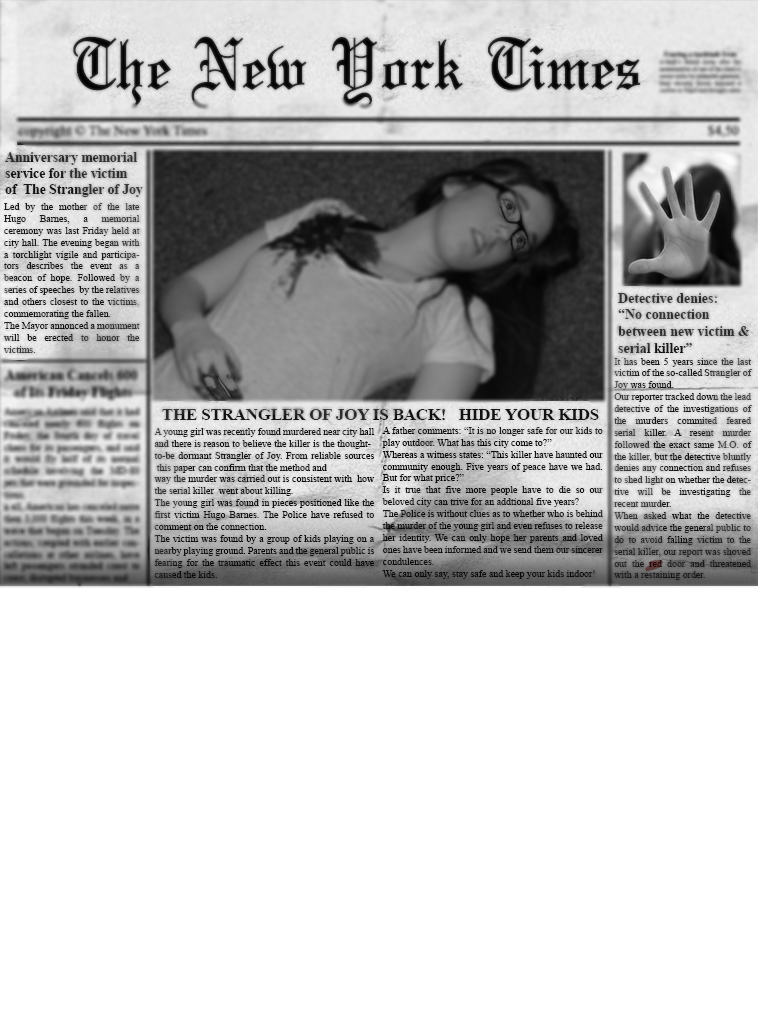 The New York Times
copyright © The New York Times
$4,50
Anniversary memorial
service for the victim
of The Strangler of Joy
Led by the mother of the late
Hugo Barnes, a memorial
ceremony was last Friday held at
city hall. The evening began with
a torchlight vigile and participa-
tors describes the event as a
beacon of hope. Followed by a
series of speeches by the relatives
and others closest to the victims,
commemorating the fallen.
The Mayor annonced a monument
will be erected to honor the
victims.
American Cancels 600
of Its Friday Flights
THE STRANGLER OF JOY IS BACK! HIDE YOUR KIDS
A young girl was recently found murdered near city hall
and there is reason to believe the killer is the thought-
to-be dormant Strangler of Joy. From reliable sources
this paper can confirm that the method and
way the murder was carried out is consistent with how
the serial killer went about killing.
The young girl was found in pieces positioned like the
first victim Hugo Barnes. The Police have refused to
comment on the connection.
The victim was found by a group of kids playing on a
nearby playing ground. Parents and the general public is
fearing for the traumatic effect this event could have
caused the kids.
A father comments: “It is no longer safe for our kids to
play outdoor. What has this city come to?”
Whereas a witness states: “This killer have haunted our
community enough. Five years of peace have we had.
But for what price?”
Is it true that five more people have to die so our
beloved city can trive for an addtional five years?
The Police is without clues as to whether who is behind
the murder of the young girl and even refuses to release
her identity. We can only hope her parents and loved
ones have been informed and we send them our sincerer
condulences.
We can only say, stay safe and keep your kids indoor!
Detective denies:
“No connection
between new victim &
serial killer”
It has been 5 years since the last
victim of the so-called Strangler of
Joy was found.
Our reporter tracked down the lead
detective of the investigations of
the murders commited feared
serial killer. A resent murder
followed the exact same M.O. of
the killer, but the detective bluntly
denies any connection and refuses
to shed light on whether the detec-
tive will be investigating the
recent murder.
When asked what the detective
would advice the general public to
do to avoid falling victim to the
serial killer, our report was shoved
out the red door and threatened
with a restaining order.